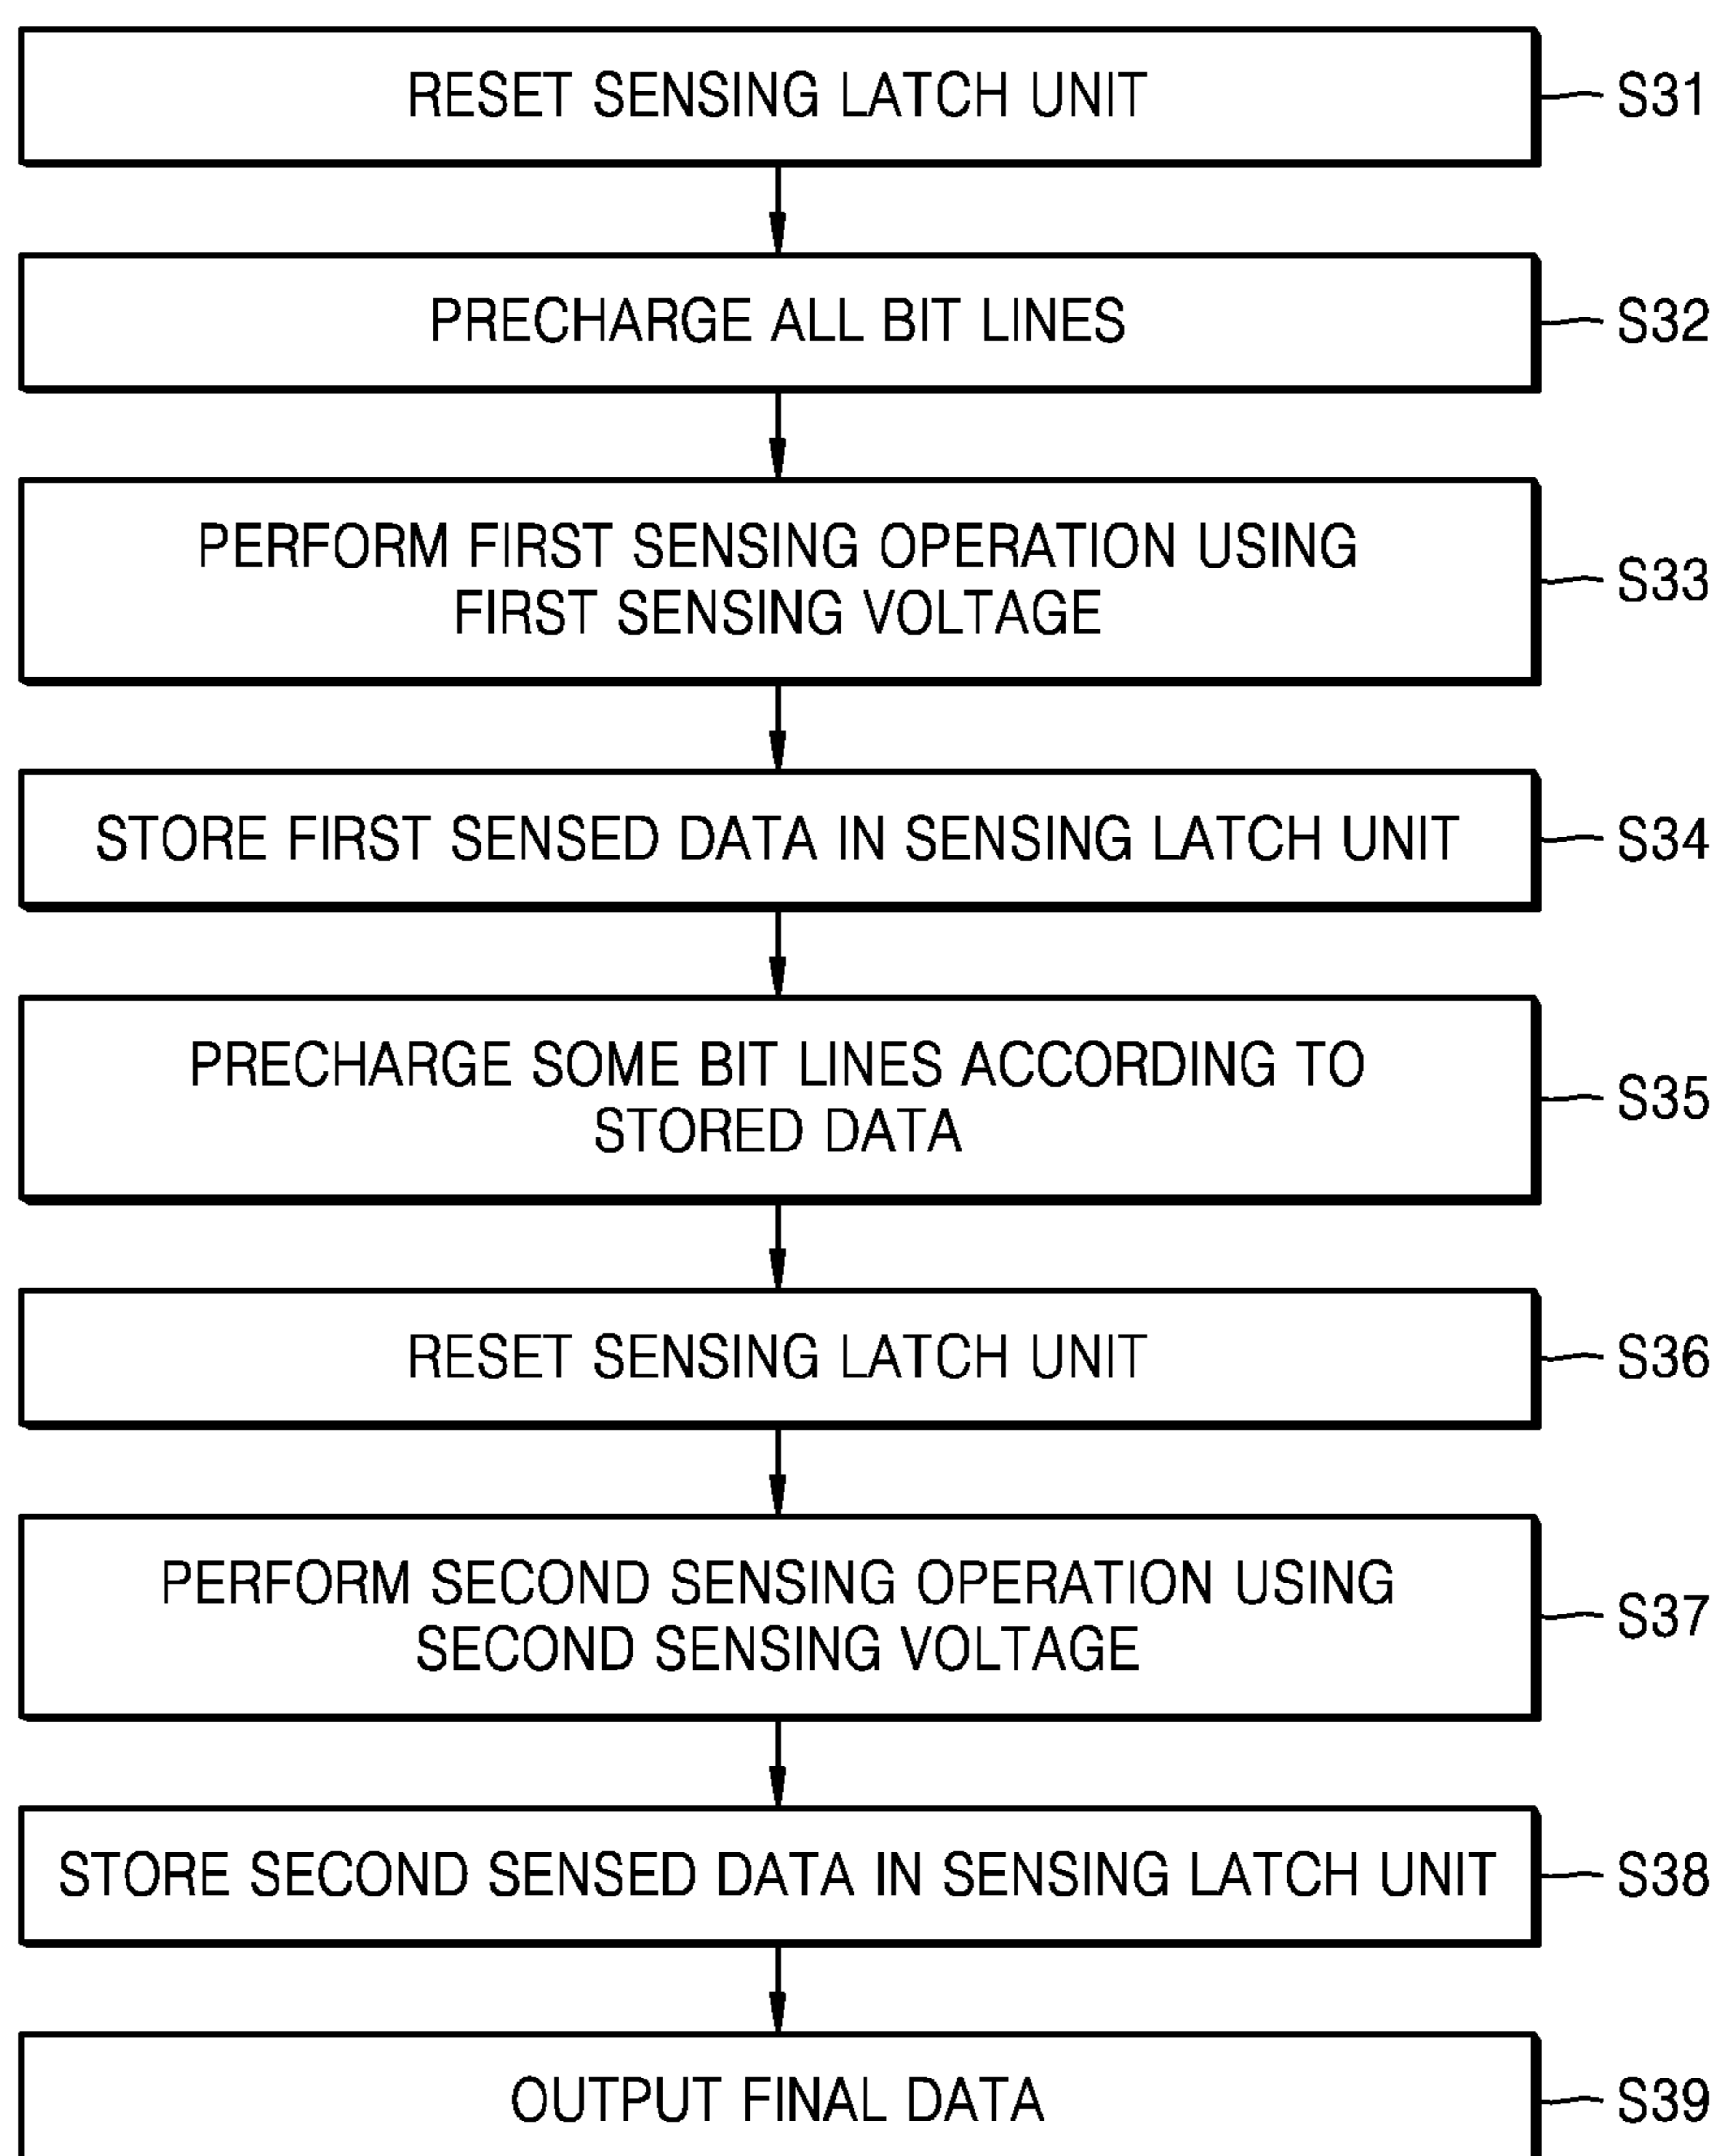 RESET SENSING LATCH UNIT
S31
PRECHARGE ALL BIT LINES
S32
PERFORM FIRST SENSING OPERATION USING
FIRST SENSING VOLTAGE
S33
STORE FIRST SENSED DATA IN SENSING LATCH UNIT
S34
PRECHARGE SOME BIT LINES ACCORDING TO
STORED DATA
S35
RESET SENSING LATCH UNIT
S36
PERFORM SECOND SENSING OPERATION USING
SECOND SENSING VOLTAGE
S37
STORE SECOND SENSED DATA IN SENSING LATCH UNIT
S38
OUTPUT FINAL DATA
S39